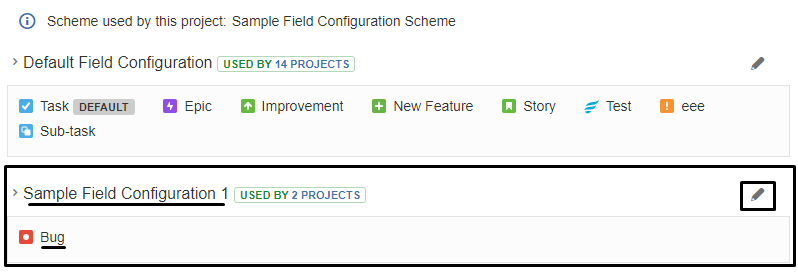 Scheme used by this project: Sample Field Configuration Scheme
Default Field Configuration USED BY 14 PROJECTS
Task DEFAULT Epic Improvement New Feature Story Test eee
Sub-task
Sample Field Configuration 1 USED BY 2 PROJECTS
Bug